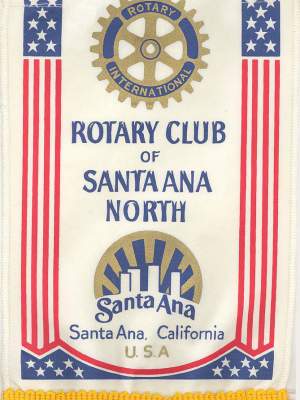 ROTARY
INTERNATIONAL
ROTARY CLUB
OF
SANTA ANA
NORTH
Santa Ana
Santa Ana, California
U.S.A